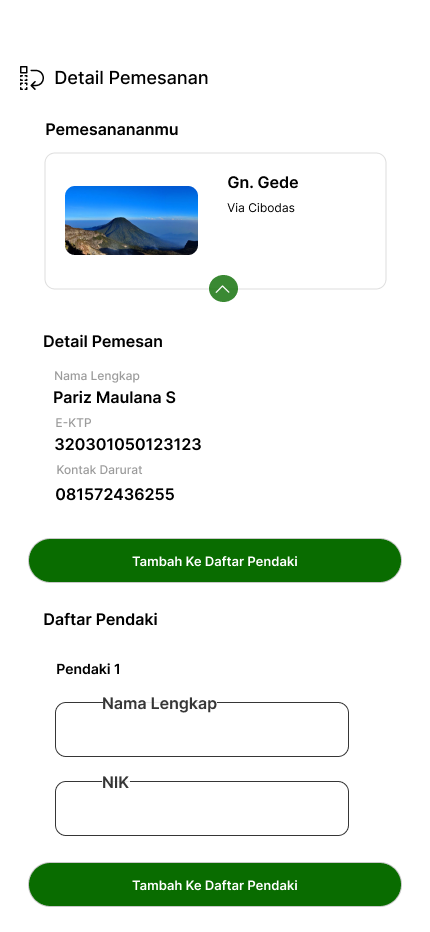 Detail Pemesanan
Pemesanananmu
Gn. Gede
Via Cibodas
Detail Pemesan
Nama Lengkap
Pariz Maulana S
E-KTP
320301050123123
Kontak Darurat
081572436255
Tambah Ke Daftar Pendaki
Daftar Pendaki
Pendaki 1
Nama Lengkap
NIK
Tambah Ke Daftar Pendaki